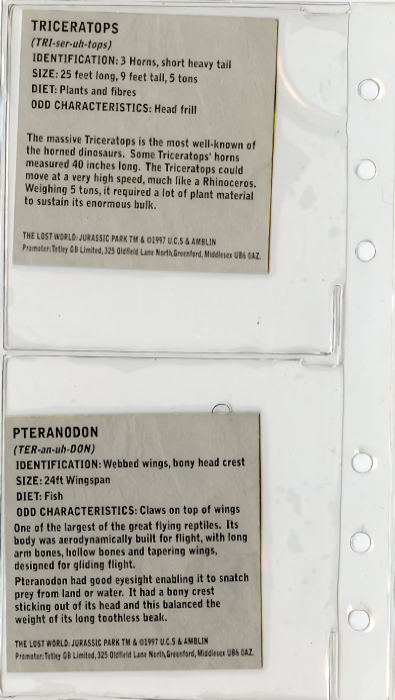 TRICERATOPS
(TRI-ser-uh-tops)
IDENTIFICATION: 3 Horns, short heavy tail
SIZE: 25 feet long, 9 feet tall, 5 tons
DIET: Plants and fibres
ODD CHARACTERISTICS: Head frill
The massive Triceratops is the most well-known of
the horned dinosaurs. Some Triceratops' horns
measured 40 inches long. The Triceratops could
move at a very high speed, much like a Rhinoceros.
Weighing 5 tons, it required a lot of plant material
to sustain its enormous bulk.
THE LOST WORLD: JURASSIC PARK TM & ©1997 U.C.S & AMBLIN
Promoter: Tetley GB Limited, 325 Oldfield Lane North, Greenford, Middlesex UB6 0AZ.
PTERANODON
(TER-an-uh-DON)
IDENTIFICATION: Webbed wings, bony head crest
SIZE: 24ft Wingspan
DIET: Fish
ODD CHARACTERISTICS: Claws on top of wings
One of the largest of the great flying reptiles. Its
body was aerodynamically built for flight, with long
arm bones, hollow bones and tapering wings,
designed for gliding flight.
Pteranodon had good eyesight enabling it to snatch
prey from land or water. It had a bony crest
sticking out of its head and this balanced the
weight of its long toothless beak.
THE LOST WORLD: JURASSIC PARK TM & ©1997 U.C.S & AMBLIN
Promoter: Tetley GB Limited, 325 Oldfield Lane North, Greenford, Middlesex UB6 0AZ.